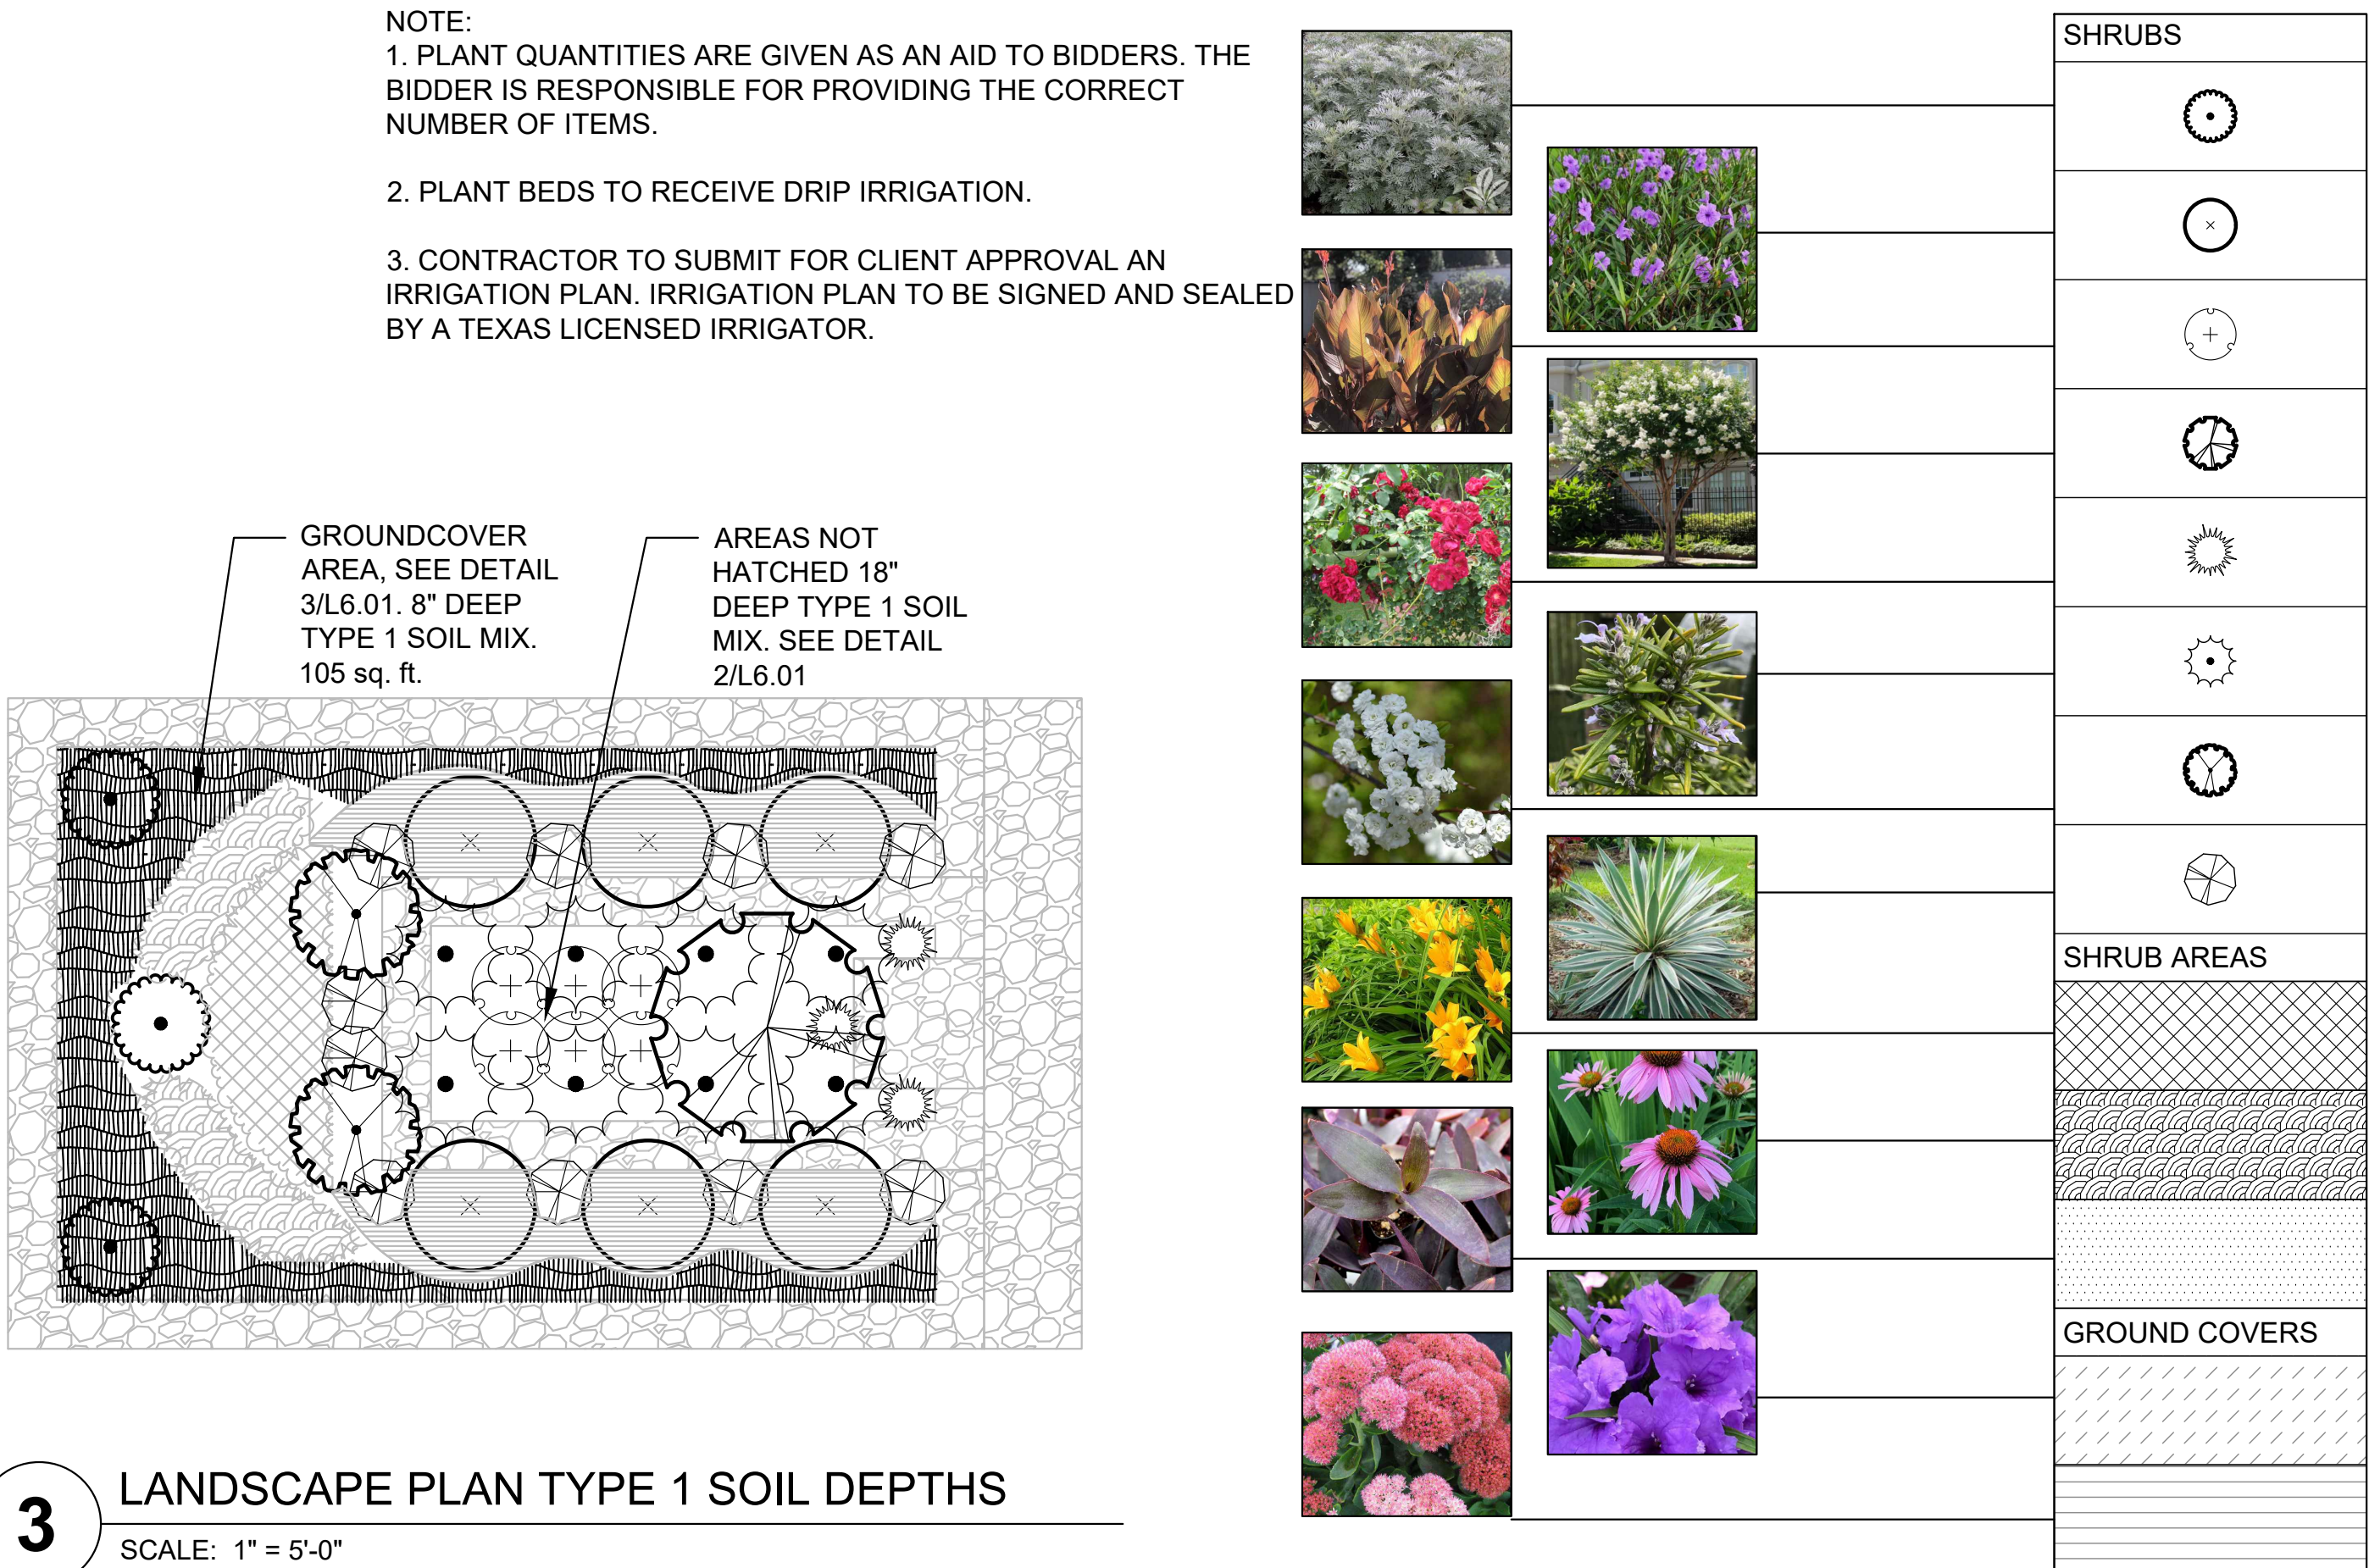 NOTE:
1. PLANT QUANTITIES ARE GIVEN AS AN AID TO BIDDERS. THE
BIDDER IS RESPONSIBLE FOR PROVIDING THE CORRECT
NUMBER OF ITEMS.
2. PLANT BEDS TO RECEIVE DRIP IRRIGATION.
3. CONTRACTOR TO SUBMIT FOR CLIENT APPROVAL AN
IRRIGATION PLAN. IRRIGATION PLAN TO BE SIGNED AND SEALED
BY A TEXAS LICENSED IRRIGATOR.
GROUNDCOVER
AREA, SEE DETAIL
3/L6.01. 8" DEEP
TYPE 1 SOIL MIX.
105 sq. ft.
AREAS NOT
HATCHED 18"
DEEP TYPE 1 SOIL
MIX. SEE DETAIL
2/L6.01
3
LANDSCAPE PLAN TYPE 1 SOIL DEPTHS
SCALE: 1" = 5'-0"
SHRUBS
SHRUB AREAS
GROUND COVERS